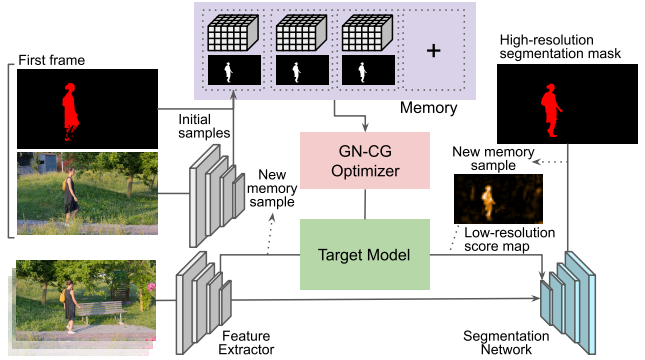 First frame
+
High-resolution
segmentation mask
Memory
Initial
samples
GN-CG
Optimizer
New
memory
sample
New memory
sample
Low-resolution
score map
Target Model
Feature
Extractor
Segmentation
Network